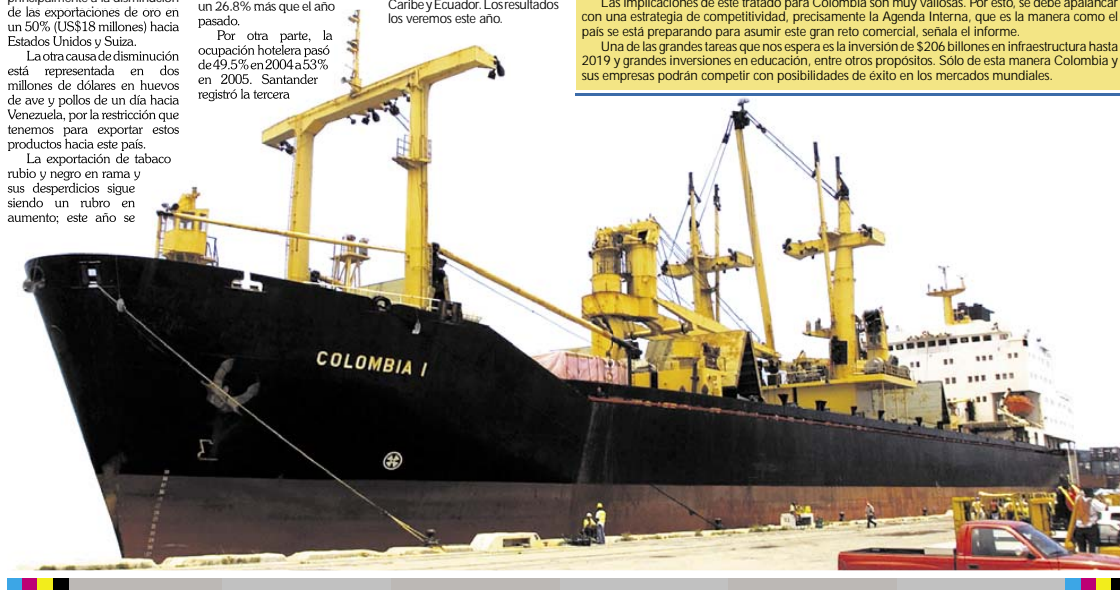 principalmente a la disminución
de las exportaciones de oro en
un 50% (US$18 millones) hacia
Estados Unidos y Suiza.
La otra causa de disminución
está representada en dos
millones de dólares en huevos
de ave y pollos de un día hacia
Venezuela, por la restricción que
tenemos para exportar estos
productos hacia este país.
La exportación de tabaco
rubio y negro en rama y
sus desperdicios sigue
siendo un rubro en
aumento; este año se
un 26.8% más que el año
pasado.
Por otra parte, la
ocupación hotelera pasó
de 49.5% en 2004 a 53%
en 2005. Santander
registró la tercera
Caribe y Ecuador. Los resultados
los veremos este año.
Las implicaciones de este tratado para Colombia son muy valiosas. Por esto, se debe apalancar
con una estrategia de competitividad, precisamente la Agenda Interna, que es la manera como el
país se está preparando para asumir este gran reto comercial, señala el informe.
Una de las grandes tareas que nos espera es la inversión de $206 billones en infraestructura hasta
2019 y grandes inversiones en educación, entre otros propósitos. Sólo de esta manera Colombia y
sus empresas podrán competir con posibilidades de éxito en los mercados mundiales.
COLOMBIA I